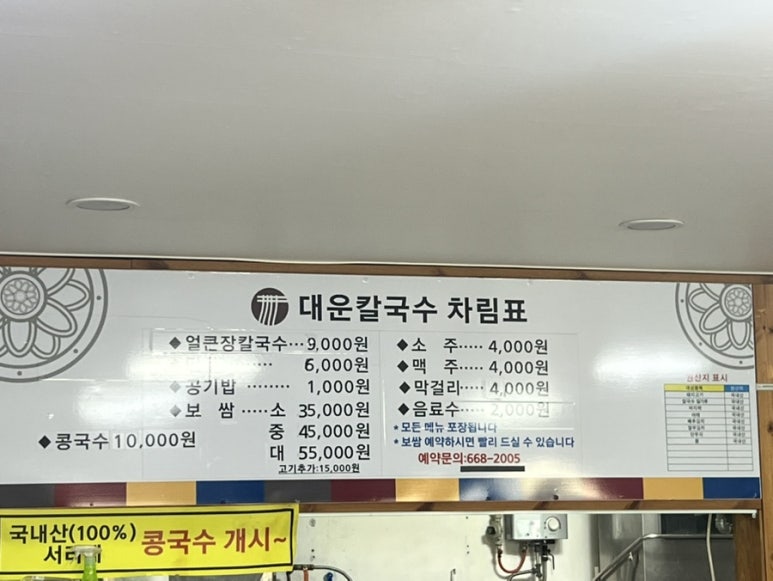 대운칼국수 차림표
◆얼큰장칼국수···9,000원
····· 6,000원
◆공기밥 ····· 1,000원
◆보 쌈 ·····소 35,000원
중 45,000원
대 55,000원
고기추가:15,000원
◆콩국수10,000원
◆소 주····· 4,000원
◆맥 주····· 4,000원
◆막걸리···· 4,000원
◆음료수···· 2,000원
*모든 메뉴 포장됩니다
*보쌈 예약하시면 빨리 드실 수 있습니다
예약문의:668-2005
원산지 표시
국내산(100%)
콩국수 개시~